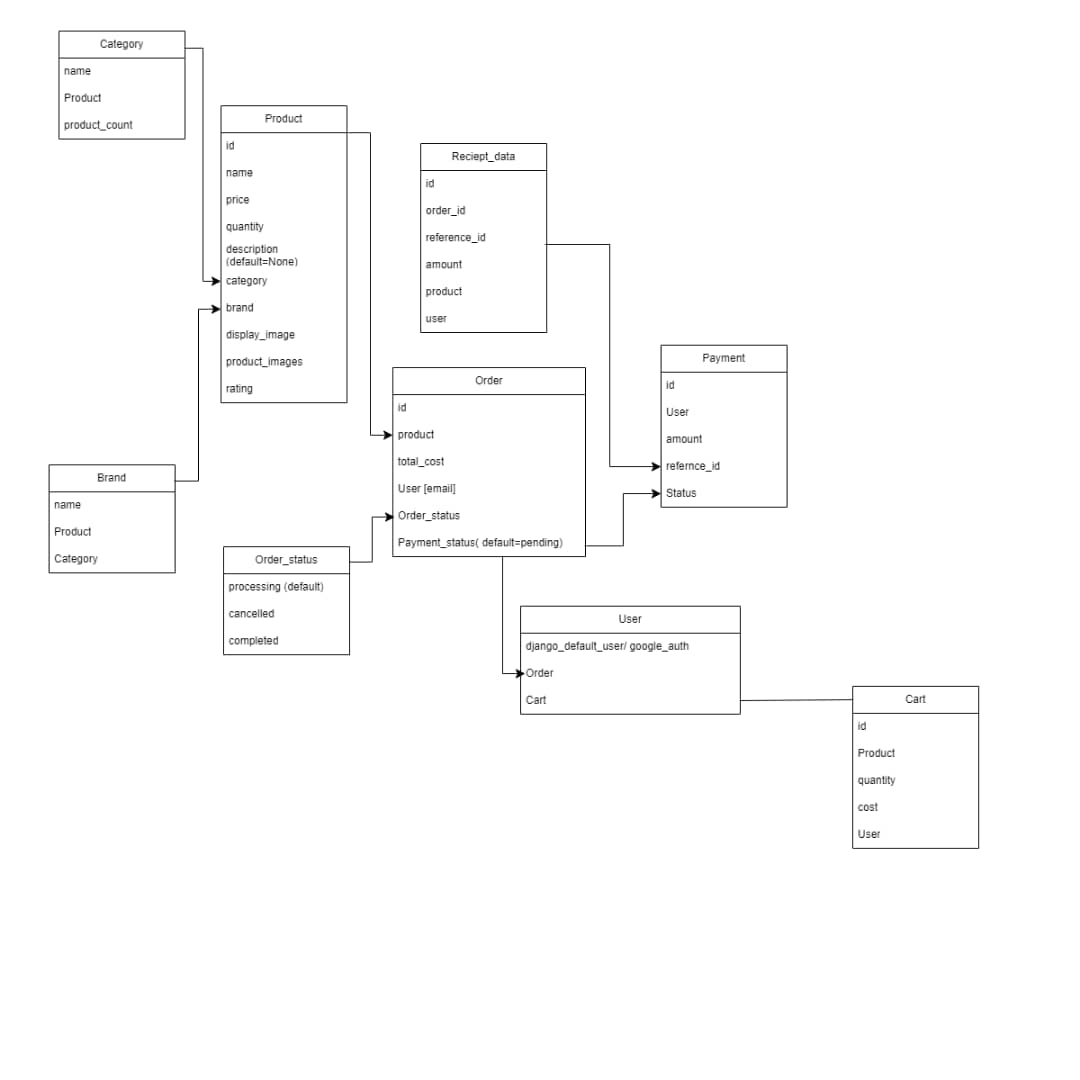 Category
name
Product
product_count
Product
id
name
price
quantity
description
(default=None)
category
brand
display_image
product_images
rating
Reciept_data
id
order_id
reference_id
amount
product
user
Payment
id
User
amount
refernce_id
Status
Order
id
product
total_cost
User [email]
Order_status
Payment_status( default=pending)
Brand
name
Product
Category
Order_status
processing (default)
cancelled
completed
User
django_default_user/ google_auth
Order
Cart
Cart
id
Product
quantity
cost
User